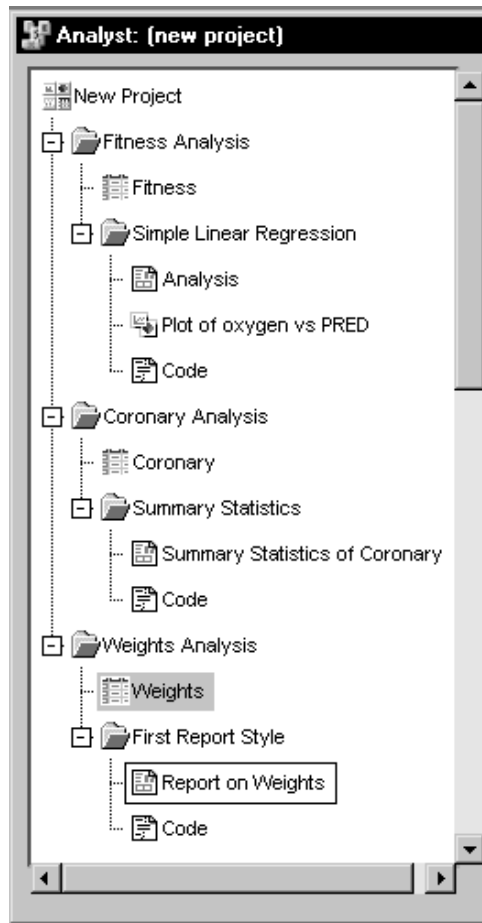 Analyst: (new project)
New Project
Fitness Analysis
Fitness
Simple Linear Regression
Analysis
Plot of oxygen vs PRED
Code
Coronary Analysis
Coronary
Summary Statistics
Summary Statistics of Coronary
Code
Weights Analysis
Weights
First Report Style
Report on Weights
Code